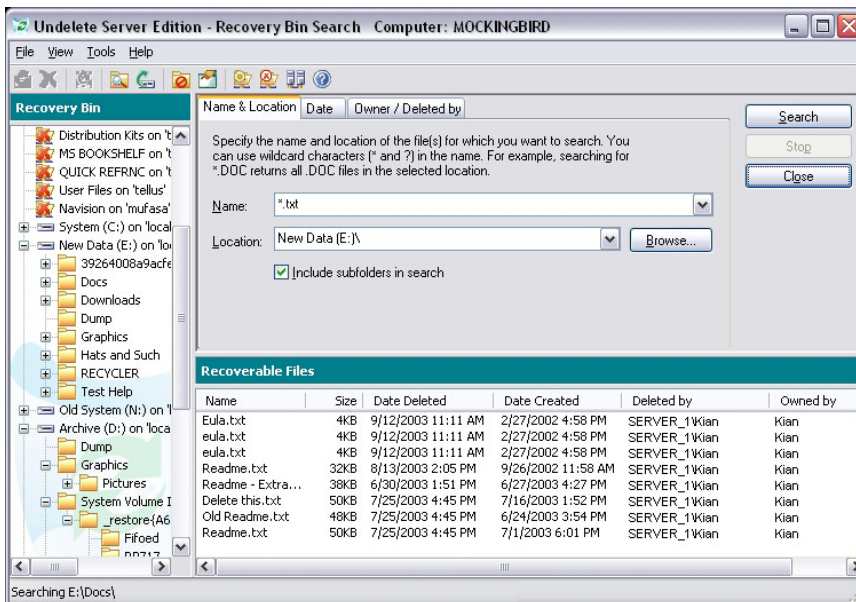 Undelete Server Edition - Recovery Bin Search Computer: MOCKINGBIRD
File View Tools Help
Recovery Bin
Distribution Kits on 't
MS BOOKSHELF on 't
QUICK REFRNC on 't
User Files on 'tellus'
Navision on 'mufasa'
System (C:) on 'local
New Data (E:) on 'lo
39264008a9acfe
Docs
Downloads
Dump
Graphics
Hats and Such
RECYCLER
Test Help
Old System (N:) on 'l
Archive (D:) on 'loca
Dump
Graphics
Pictures
System Volume I
_restore{A6
Fifoed
RP717
Name & Location Date Owner / Deleted by
Specify the name and location of the file(s) for which you want to search. You
can use wildcard characters (* and ?) in the name. For example, searching for
*.DOC returns all .DOC files in the selected location.
Name: *.txt
Location: New Data (E:)\ Browse...
Include subfolders in search
Search
Stop
Close
Recoverable Files
Name Size Date Deleted Date Created Deleted by Owned by
Eula.txt 4KB 9/12/2003 11:11 AM 2/27/2002 4:58 PM SERVER_1\Kian Kian
eula.txt 4KB 9/12/2003 11:11 AM 2/27/2002 4:58 PM SERVER_1\Kian Kian
eula.txt 4KB 9/12/2003 11:11 AM 2/27/2002 4:58 PM SERVER_1\Kian Kian
Readme.txt 32KB 8/13/2003 2:05 PM 9/26/2002 11:58 AM SERVER_1\Kian Kian
Readme - Extra... 38KB 6/30/2003 1:51 PM 6/27/2003 4:27 PM SERVER_1\Kian Kian
Delete this.txt 50KB 7/25/2003 4:45 PM 7/16/2003 1:52 PM SERVER_1\Kian Kian
Old Readme.txt 48KB 7/25/2003 4:45 PM 6/24/2003 3:54 PM SERVER_1\Kian Kian
Readme.txt 50KB 7/25/2003 4:45 PM 7/1/2003 6:01 PM SERVER_1\Kian Kian
Searching E:\Docs\